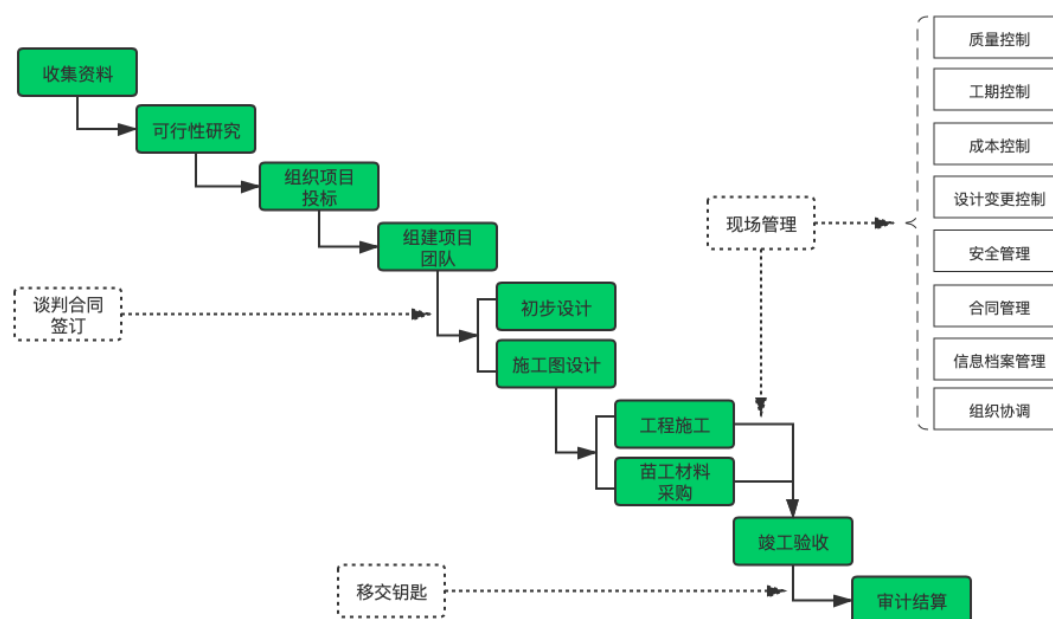 收集资料
可行性研究
组织项目
投标
组建项目
团队
谈判合同
签订
初步设计
施工图设计
工程施工
苗工材料
采购
竣工验收
移交钥匙
审计结算
现场管理
质量控制
工期控制
成本控制
设计变更控制
安全管理
合同管理
信息档案管理
组织协调